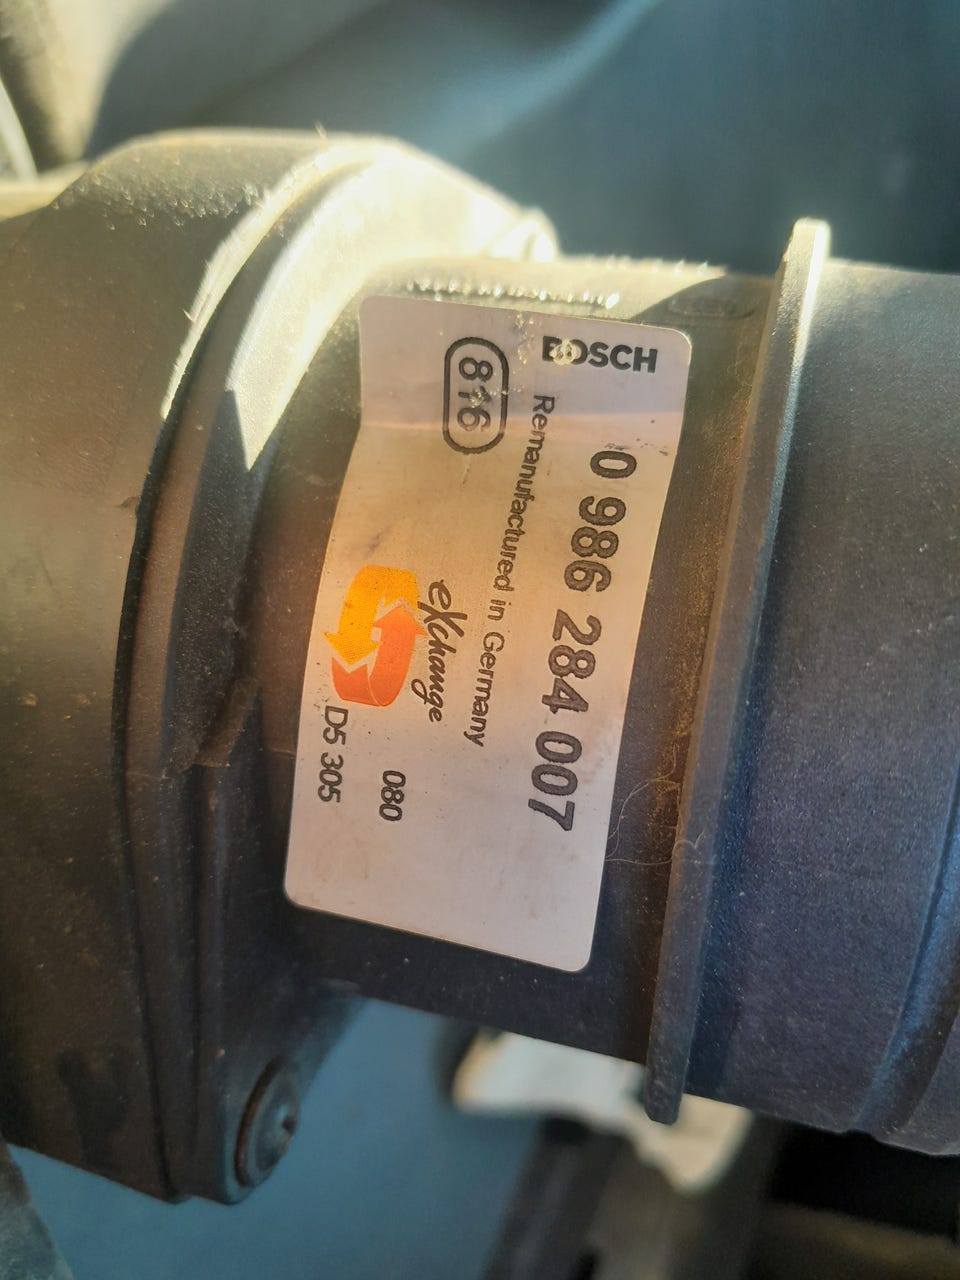 BOSCH
0 986 284 007
Remanufactured in Germany
816
eXchange
080
D5 305